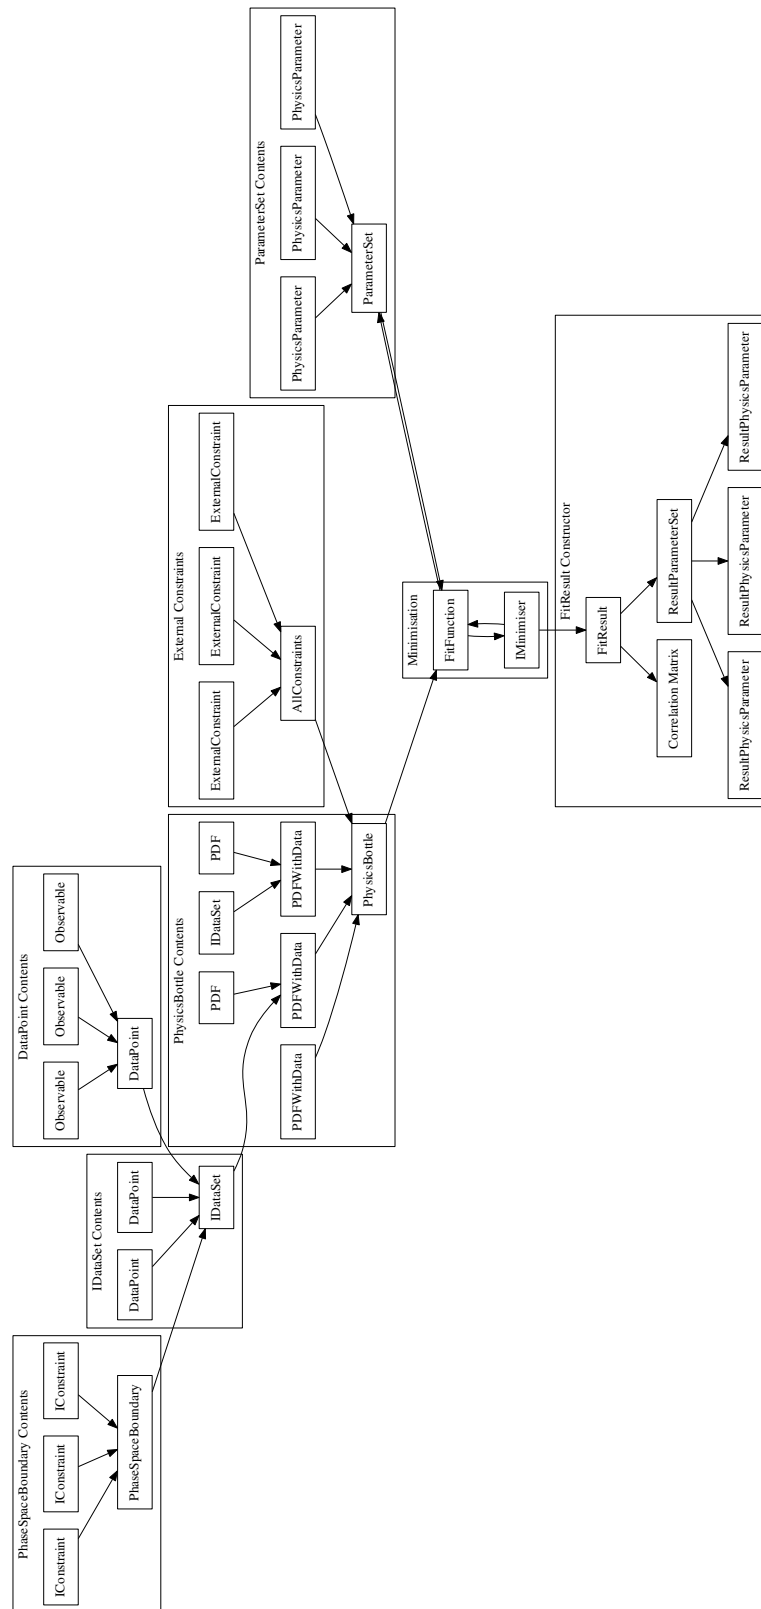 PhaseSpaceBoundary Contents
IConstraint
IConstraint
IConstraint
PhaseSpaceBoundary
IDataSet Contents
DataPoint
DataPoint
IDataSet
DataPoint Contents
Observable
Observable
Observable
DataPoint
PhysicsBottle Contents
PDF
IDataSet
PDF
PDFWithData
PDFWithData
PDFWithData
PhysicsBottle
External Constraints
ExternalConstraint
ExternalConstraint
ExternalConstraint
AllConstraints
ParameterSet Contents
PhysicsParameter
PhysicsParameter
PhysicsParameter
ParameterSet
Minimisation
FitFunction
IMinimiser
FitResult Constructor
FitResult
Correlation Matrix
ResultParameterSet
ResultPhysicsParameter
ResultPhysicsParameter
ResultPhysicsParameter